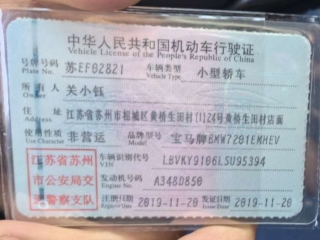 中华人民共和国机动车行驶证
Vehicle License of the People's Republic of China
号牌号码 苏EF02821 车辆类型 小型轿车
Plate No. Vehicle Type
所有人 关小钰
Owner
住址 江苏省苏州市相城区黄桥生田村(1)24号黄桥生田村店面
Address
使用性质 非营运 品牌型号 宝马牌BMW7201EMHEV
Use Character Model
江苏省苏州
市公安局交
通警察支队
车辆识别代号 LBVKY9106LSU95394
VIN
发动机号码 A348D850
Engine No.
注册日期 2019-11-20 发证日期 2019-11-20
Register Date Issue Date